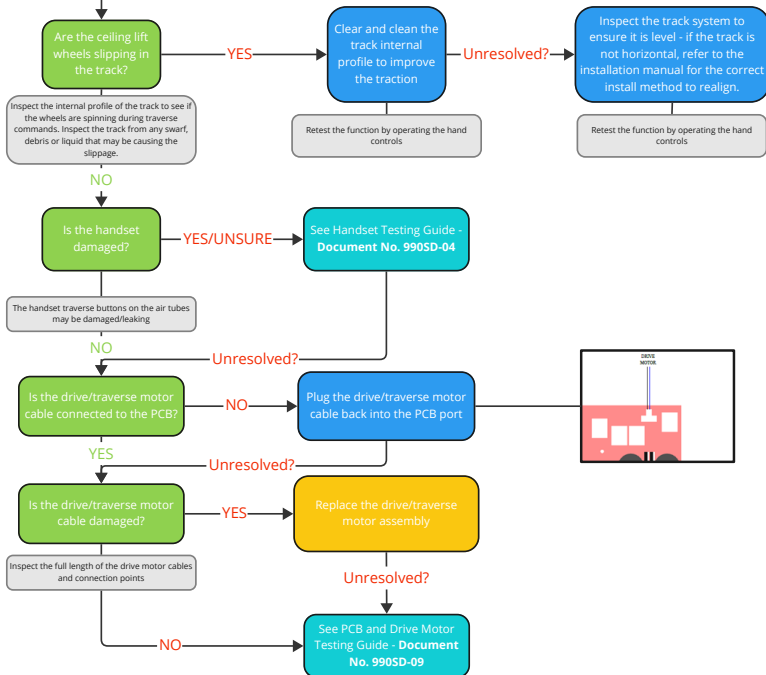 Are the ceiling lift
wheels slipping in
the track?
YES
Clear and clean the
track internal
profile to improve
the traction
Unresolved?
Inspect the track system to
ensure it is level - if the track is
not horizontal, refer to the
installation manual for the correct
install method to realign.
Inspect the internal profile of the track to see if
the wheels are spinning during traverse
commands. Inspect the track from any swarf,
debris or liquid that may be causing the
slippage.
Retest the function by operating the hand
controls
Retest the function by operating the hand
controls
NO
Is the handset
damaged?
YES/UNSURE
See Handset Testing Guide -
Document No. 990SD-04
The handset traverse buttons on the air tubes
may be damaged/leaking
NO
Unresolved?
Is the drive/traverse motor
cable connected to the PCB?
NO
Plug the drive/traverse motor
cable back into the PCB port
DRIVE
MOTOR
YES
Unresolved?
Is the drive/traverse motor
cable damaged?
YES
Replace the drive/traverse
motor assembly
Inspect the full length of the drive motor cables
and connection points
Unresolved?
NO
See PCB and Drive Motor
Testing Guide - Document
No. 990SD-09